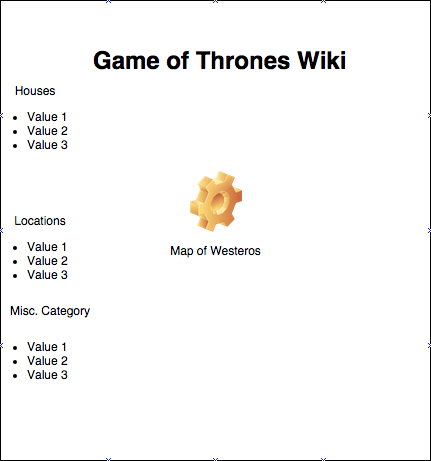 Game of Thrones Wiki
Houses
• Value 1
• Value 2
• Value 3
Locations
• Value 1
• Value 2
• Value 3
Map of Westeros
Misc. Category
• Value 1
• Value 2
• Value 3